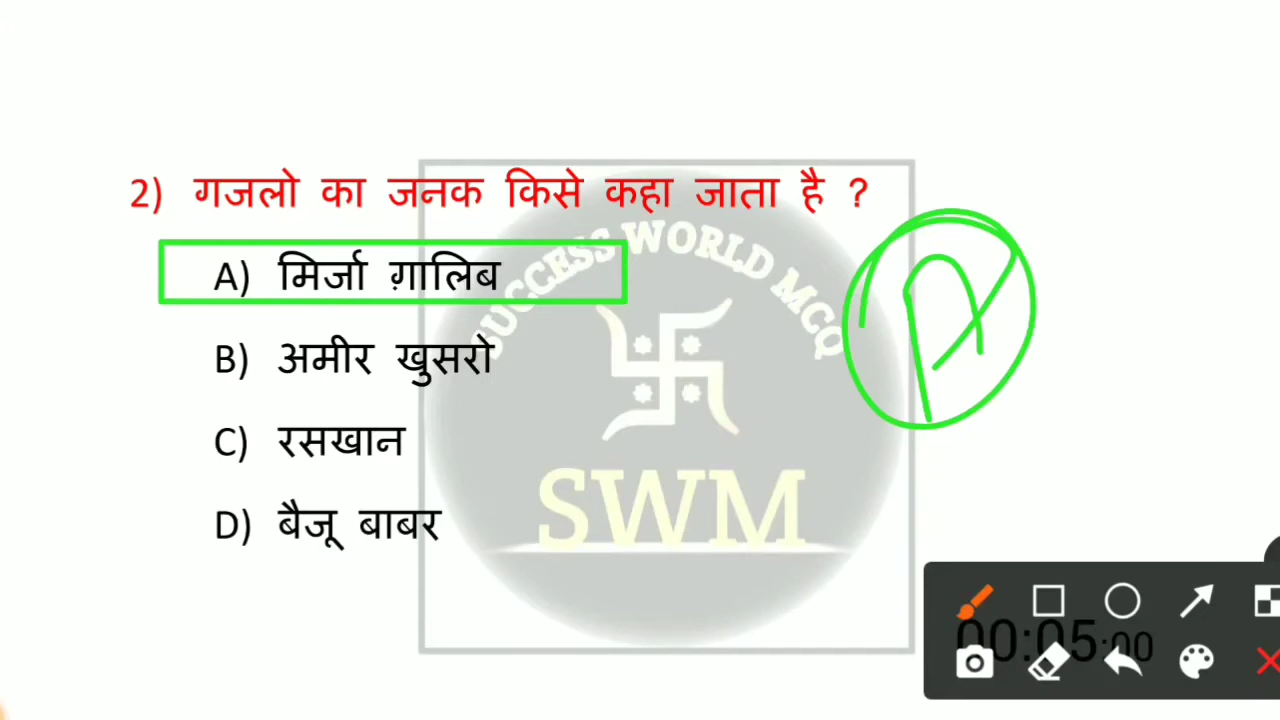 2) गजलो का जनक किसे कहा जाता है ?
A) मिर्जा ग़ालिब
B) अमीर खुसरो
C) रसखान
D) बैजू बाबर
SUCCESS WORLD MCQ
SWM
A
00:05:00